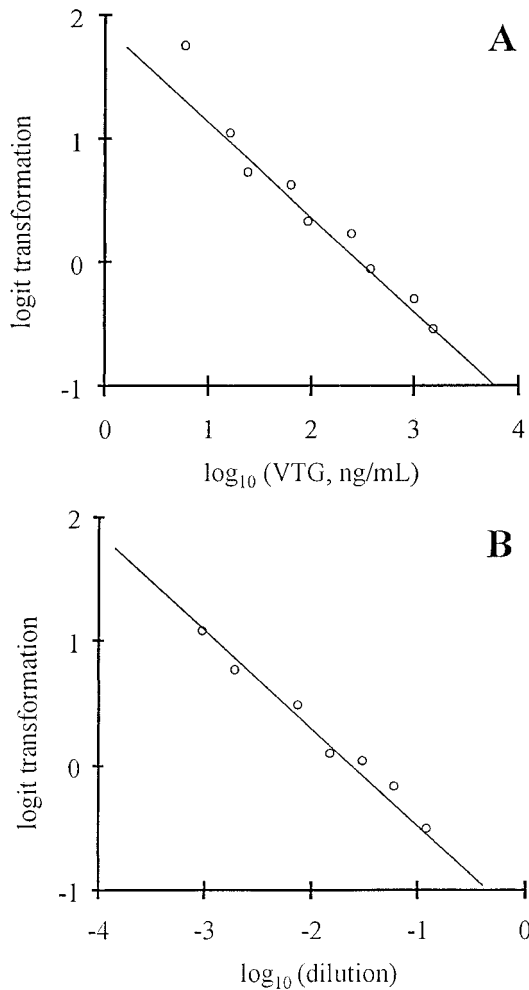 A
2
1
0
-1
logit transformation
0 1 2 3 4
log₁₀ (VTG, ng/mL)
B
2
1
0
-1
logit transformation
-4 -3 -2 -1 0
log₁₀ (dilution)